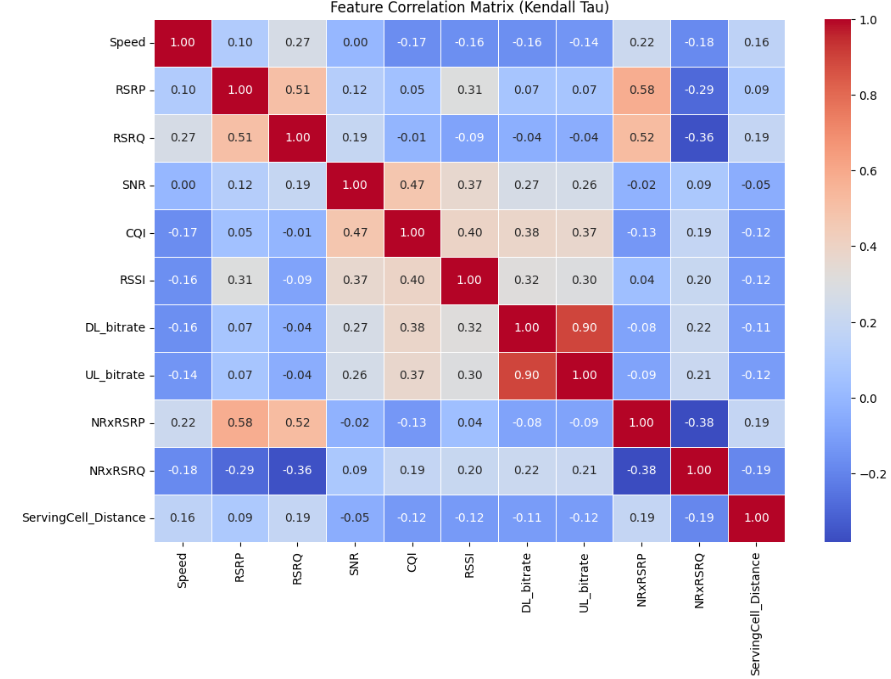 Feature Correlation Matrix (Kendall Tau)
Speed 1.00 0.10 0.27 0.00 -0.17 -0.16 -0.16 -0.14 0.22 -0.18 0.16
RSRP 0.10 1.00 0.51 0.12 0.05 0.31 0.07 0.07 0.58 -0.29 0.09
RSRQ 0.27 0.51 1.00 0.19 -0.01 -0.09 -0.04 -0.04 0.52 -0.36 0.19
SNR 0.00 0.12 0.19 1.00 0.47 0.37 0.27 0.26 -0.02 0.09 -0.05
CQI -0.17 0.05 -0.01 0.47 1.00 0.40 0.38 0.37 -0.13 0.19 -0.12
RSSI -0.16 0.31 -0.09 0.37 0.40 1.00 0.32 0.30 0.04 0.20 -0.12
DL_bitrate -0.16 0.07 -0.04 0.27 0.38 0.32 1.00 0.90 -0.08 0.22 -0.11
UL_bitrate -0.14 0.07 -0.04 0.26 0.37 0.30 0.90 1.00 -0.09 0.21 -0.12
NRxRSRP 0.22 0.58 0.52 -0.02 -0.13 0.04 -0.08 -0.09 1.00 -0.38 0.19
NRxRSRQ -0.18 -0.29 -0.36 0.09 0.19 0.20 0.22 0.21 -0.38 1.00 -0.19
ServingCell_Distance 0.16 0.09 0.19 -0.05 -0.12 -0.12 -0.11 -0.12 0.19 -0.19 1.00
Speed RSRP RSRQ SNR CQI RSSI DL_bitrate UL_bitrate NRxRSRP NRxRSRQ ServingCell_Distance
1.0
0.8
0.6
0.4
0.2
0.0
−0.2